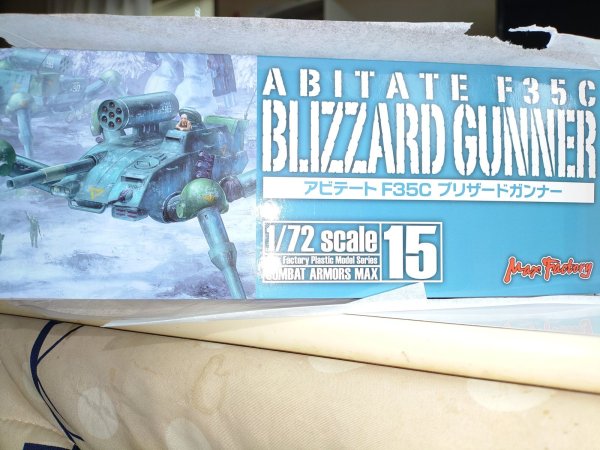 ABITATE F35C
BLIZZARD GUNNER
アビテート F35C ブリザードガンナー
1/72 scale
Factory Plastic Model Series
COMBAT ARMORS MAX
15
Max Factory